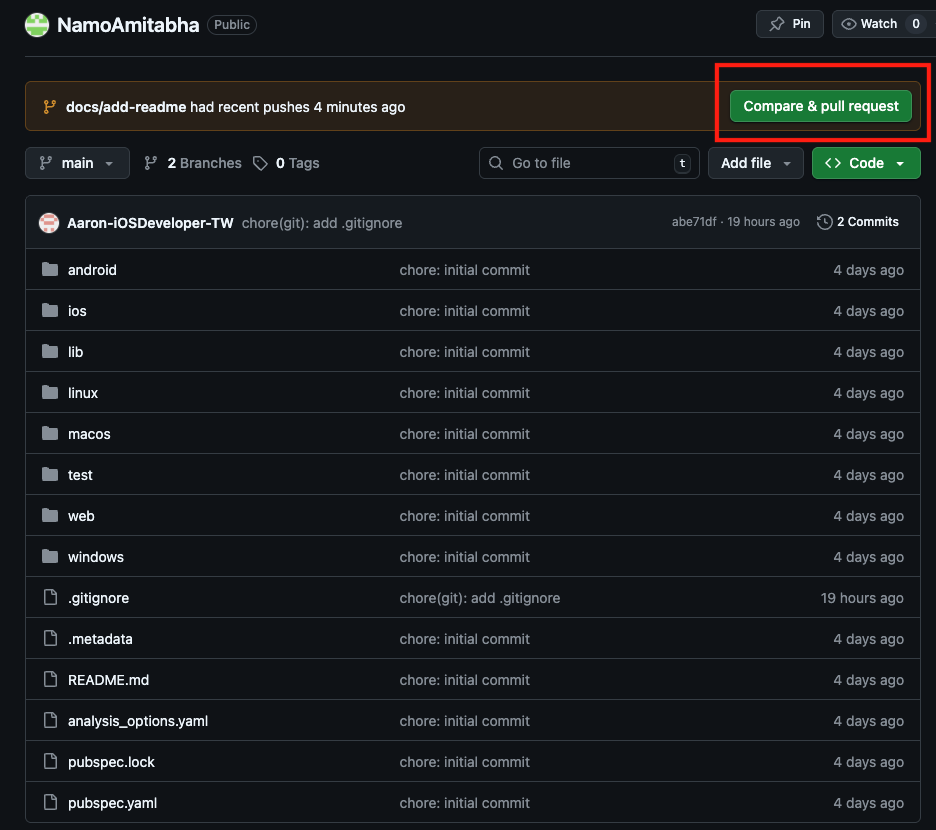 NamoAmitabha Public Pin Watch 0
docs/add-readme had recent pushes 4 minutes ago Compare & pull request
main 2 Branches 0 Tags Go to file t Add file <> Code
Aaron-iOSDeveloper-TW chore(git): add .gitignore abe71df · 19 hours ago 2 Commits
android chore: initial commit 4 days ago
ios chore: initial commit 4 days ago
lib chore: initial commit 4 days ago
linux chore: initial commit 4 days ago
macos chore: initial commit 4 days ago
test chore: initial commit 4 days ago
web chore: initial commit 4 days ago
windows chore: initial commit 4 days ago
.gitignore chore(git): add .gitignore 19 hours ago
.metadata chore: initial commit 4 days ago
README.md chore: initial commit 4 days ago
analysis_options.yaml chore: initial commit 4 days ago
pubspec.lock chore: initial commit 4 days ago
pubspec.yaml chore: initial commit 4 days ago